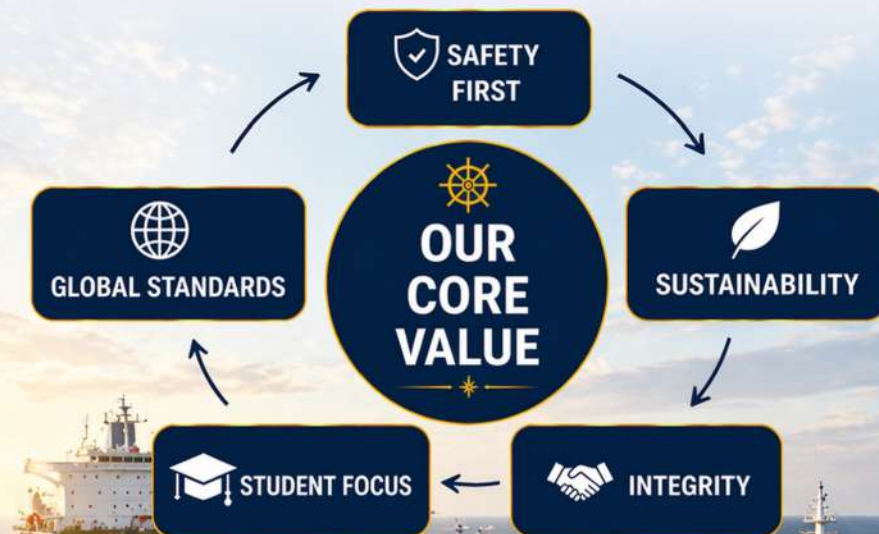 SAFETY
FIRST
OUR
CORE
VALUE
GLOBAL STANDARDS
SUSTAINABILITY
STUDENT FOCUS
INTEGRITY